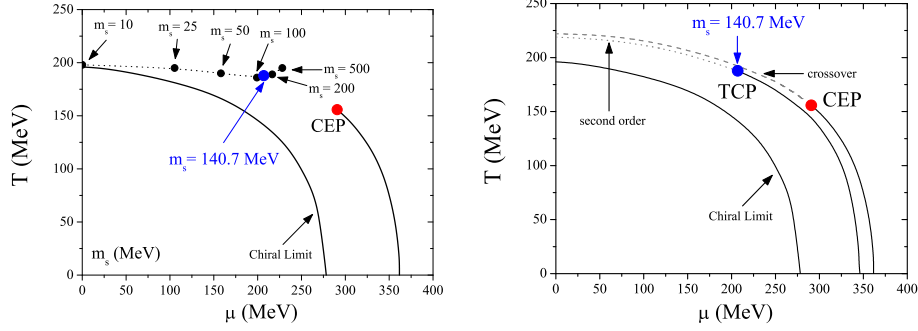 m_s = 10
m_s = 25
m_s = 50
m_s = 100
m_s = 500
m_s = 200
CEP
m_s = 140.7 MeV
Chiral Limit
m_s (MeV)
T (MeV)
250
200
150
100
50
0
0 50 100 150 200 250 300 350 400
μ (MeV)
m_s = 140.7 MeV
crossover
TCP
CEP
second order
Chiral Limit
T (MeV)
250
200
150
100
50
0
0 50 100 150 200 250 300 350 400
μ (MeV)